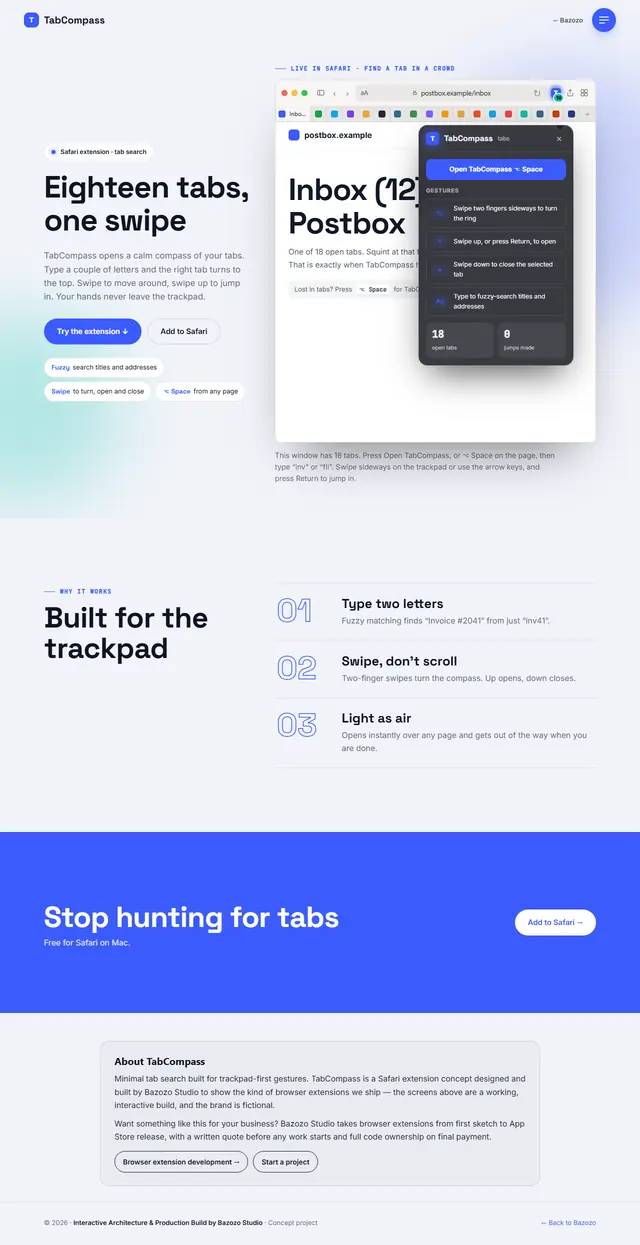 T TabCompass
← Bazozo
LIVE IN SAFARI · FIND A TAB IN A CROWD
aA
postbox.example/inbox
18
Inbo...
postbox.example
T TabCompass tabs ×
Open TabCompass ⌥ Space
GESTURES
Swipe two fingers sideways to turn
the ring
Swipe up, or press Return, to open
Swipe down to close the selected
tab
Type to fuzzy-search titles and
addresses
18
open tabs
0
jumps made
Inbox (12)
Postbox
One of 18 open tabs. Squint at that
That is exactly when TabCompass
Lost in tabs? Press ⌥ Space for TabC
Safari extension · tab search
Eighteen tabs,
one swipe
TabCompass opens a calm compass of your tabs.
Type a couple of letters and the right tab turns to
the top. Swipe to move around, swipe up to jump
in. Your hands never leave the trackpad.
Try the extension ↓
Add to Safari
Fuzzy search titles and addresses
Swipe to turn, open and close
⌥ Space from any page
This window has 18 tabs. Press Open TabCompass, or ⌥ Space on the page, then
type “inv” or “fli”. Swipe sideways on the trackpad or use the arrow keys, and
press Return to jump in.
WHY IT WORKS
Built for the
trackpad
01
Type two letters
Fuzzy matching finds “Invoice #2041” from just “inv41”.
02
Swipe, don’t scroll
Two-finger swipes turn the compass. Up opens, down closes.
03
Light as air
Opens instantly over any page and gets out of the way when you
are done.
Stop hunting for tabs
Free for Safari on Mac.
Add to Safari →
About TabCompass
Minimal tab search built for trackpad-first gestures. TabCompass is a Safari extension concept designed and
built by Bazozo Studio to show the kind of browser extensions we ship — the screens above are a working,
interactive build, and the brand is fictional.
Want something like this for your business? Bazozo Studio takes browser extensions from first sketch to App
Store release, with a written quote before any work starts and full code ownership on final payment.
Browser extension development →
Start a project
© 2026 · Interactive Architecture & Production Build by Bazozo Studio · Concept project
← Back to Bazozo